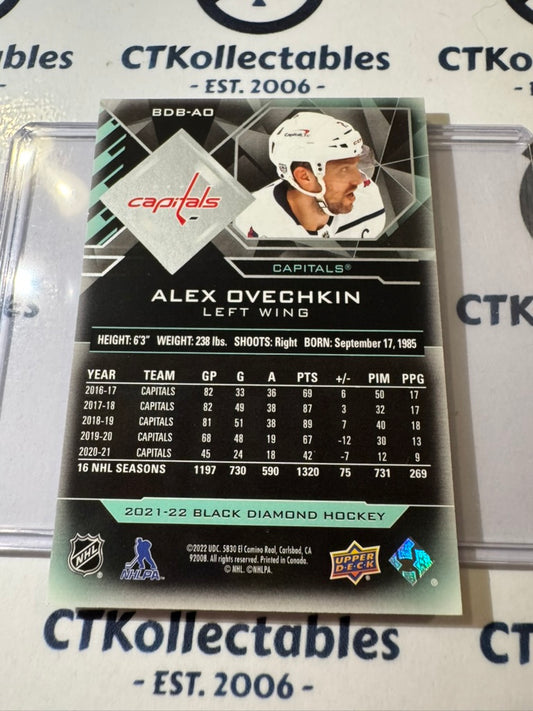 CTKollectables
- EST. 2006 -
CTKollectables
- EST. 2006 -
BDB-AO
capitals
CAPITALS®
ALEX OVECHKIN
LEFT WING
HEIGHT: 6'3" WEIGHT: 238 lbs. SHOOTS: Right BORN: September 17, 1985
YEAR TEAM GP G A PTS +/- PIM PPG
2016-17 CAPITALS 82 33 36 69 6 50 17
2017-18 CAPITALS 82 49 38 87 3 32 17
2018-19 CAPITALS 81 51 38 89 7 40 18
2019-20 CAPITALS 68 48 19 67 -12 30 13
2020-21 CAPITALS 45 24 18 42 -7 12 9
16 NHL SEASONS 1197 730 590 1320 75 731 269
2021-22 BLACK DIAMOND HOCKEY
©2022 UDC. 5830 El Camino Real, Carlsbad, CA
92008. All rights reserved. Printed in Canada.
© NHL. ©NHLPA.
NHL
NHLPA
UPPER
DECK
CTKo
- ES
CTKollectables
- EST. 2006 -